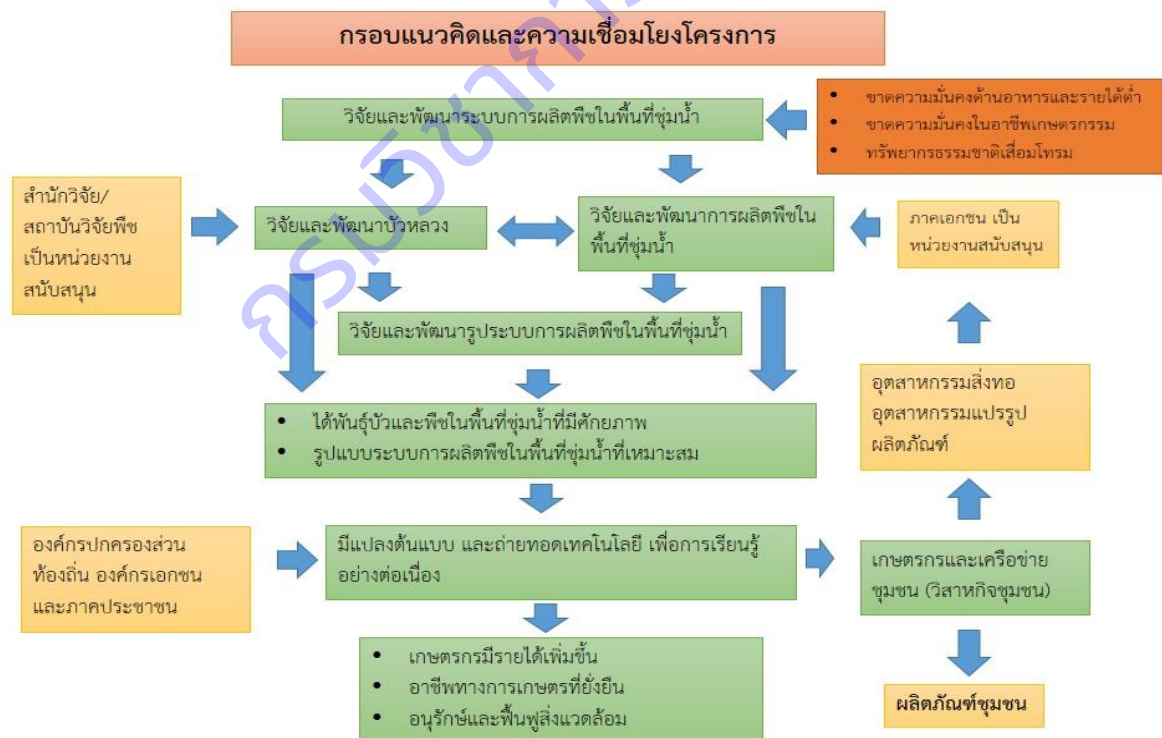 กรอบแนวคิดและความเชื่อมโยงโครงการ
วิจัยและพัฒนาระบบการผลิตพืชในพื้นที่ชุ่มน้ำ
• ขาดความมั่นคงด้านอาหารและรายได้ต่ำ
• ขาดความมั่นคงในอาชีพเกษตรกรรม
• ทรัพยากรธรรมชาติเสื่อมโทรม
สำนักวิจัย/
สถาบันวิจัยพืช
เป็นหน่วยงาน
สนับสนุน
วิจัยและพัฒนาบัวหลวง
วิจัยและพัฒนาการผลิตพืชใน
พื้นที่ชุ่มน้ำ
ภาคเอกชน เป็น
หน่วยงานสนับสนุน
วิจัยและพัฒนารูประบบการผลิตพืชในพื้นที่ชุ่มน้ำ
อุตสาหกรรมสิ่งทอ
อุตสาหกรรมแปรรูป
ผลิตภัณฑ์
• ได้พันธุ์บัวและพืชในพื้นที่ชุ่มน้ำที่มีศักยภาพ
• รูปแบบระบบการผลิตพืชในพื้นที่ชุ่มน้ำที่เหมาะสม
องค์กรปกครองส่วน
ท้องถิ่น องค์กรเอกชน
และภาคประชาชน
มีแปลงต้นแบบ และถ่ายทอดเทคโนโลยี เพื่อการเรียนรู้
อย่างต่อเนื่อง
เกษตรกรและเครือข่าย
ชุมชน (วิสาหกิจชุมชน)
• เกษตรกรมีรายได้เพิ่มขึ้น
• อาชีพทางการเกษตรที่ยั่งยืน
• อนุรักษ์และฟื้นฟูสิ่งแวดล้อม
ผลิตภัณฑ์ชุมชน
กรมวิชาการ